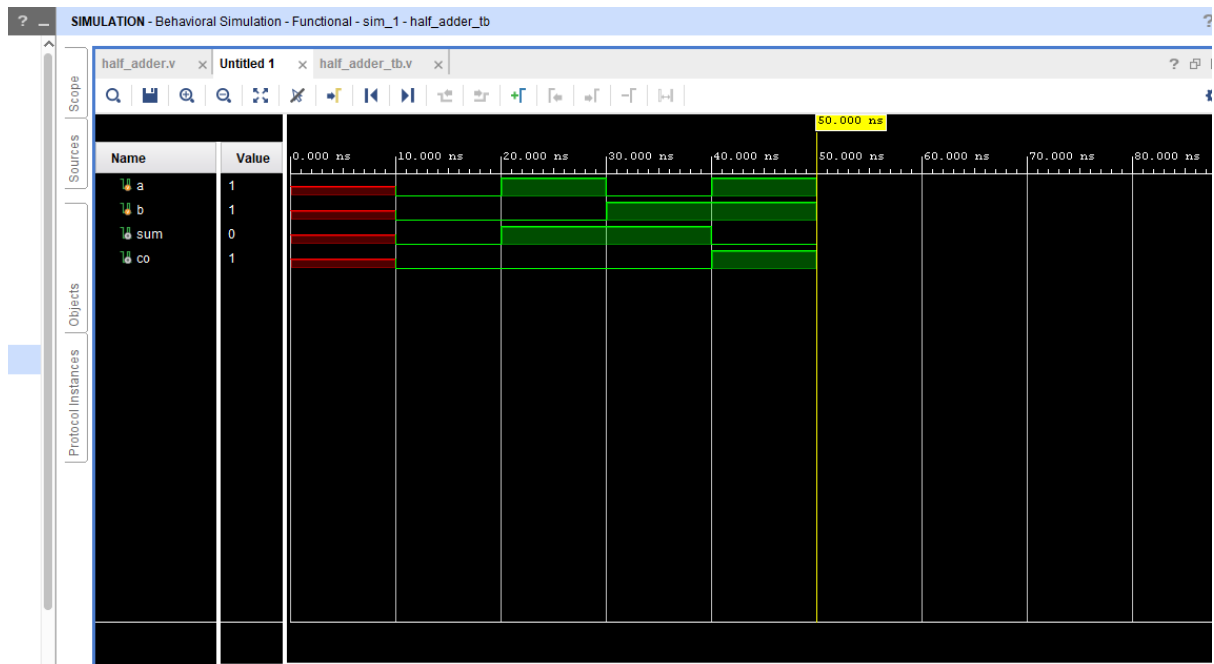 SIMULATION - Behavioral Simulation - Functional - sim_1 - half_adder_tb
half_adder.v
Untitled 1
half_adder_tb.v
Scope
Sources
Objects
Protocol Instances
50.000 ns
Name Value
0.000 ns 10.000 ns 20.000 ns 30.000 ns 40.000 ns 50.000 ns 60.000 ns 70.000 ns 80.000 ns
a 1
b 1
sum 0
co 1